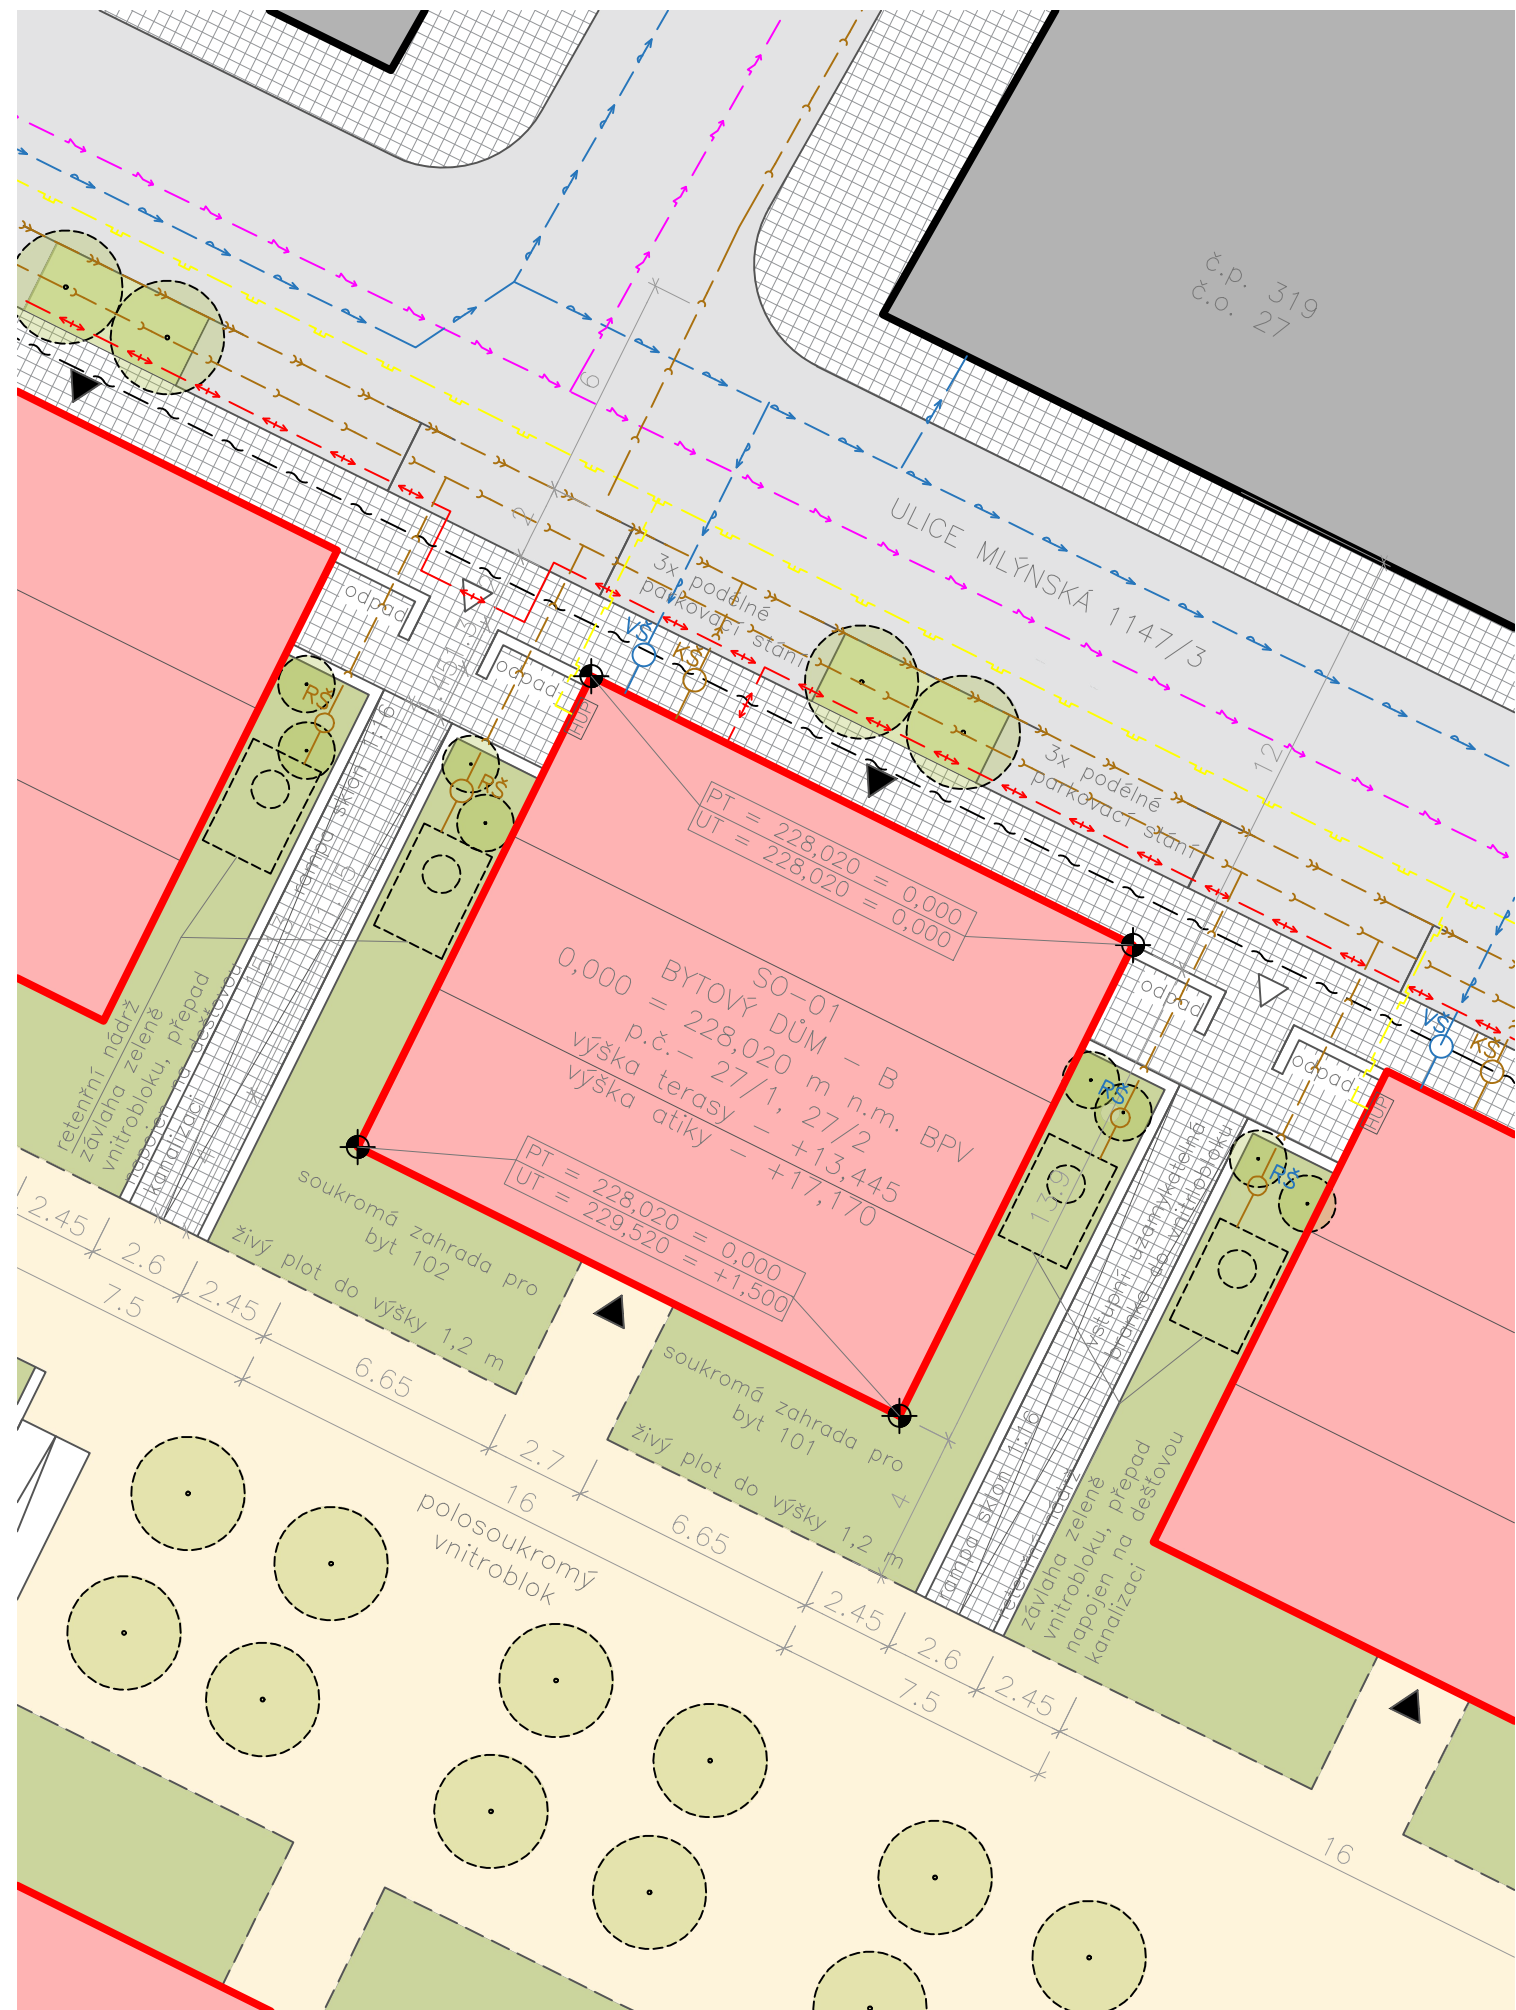 č.p. 319
č.o. 27
6
2
ULICE MLÝNSKÁ 1147/3
12
3x podélné
parkovací stání
3x podélné
parkovací stání
odpad
odpad
VŠ
KŠ
HUP
RŠ
RŠ
rampa sklon 1:16
PT = 228,020 = 0,000
UT = 228,020 = 0,000
SO-01
BYTOVÝ DŮM - B
0,000 = 228,020 m n.m. BPV
p.č.- 27/1, 27/2
výška terasy - +13,445
výška atiky - +17,170
PT = 228,020 = 0,000
UT = 229,520 = +1,500
odpad
odpad
VŠ
KŠ
HUP
RŠ
RŠ
13.9
4
vstupní uzamykatelná
branka do vnitrobloku
rampa sklon 1:16
retenční nádrž
závlaha zeleně
vnitrobloku, přepad
napojen na dešťovou
kanalizaci
retenční nádrž
závlaha zeleně
vnitrobloku, přepad
napojen na dešťovou
kanalizaci
4
soukromá zahrada pro
byt 102
živý plot do výšky 1,2 m
soukromá zahrada pro
byt 101
živý plot do výšky 1,2 m
2.45
2.6
2.45
7.5
6.65
2.7
16
6.65
2.45
2.6
2.45
7.5
16
polosoukromý
vnitroblok